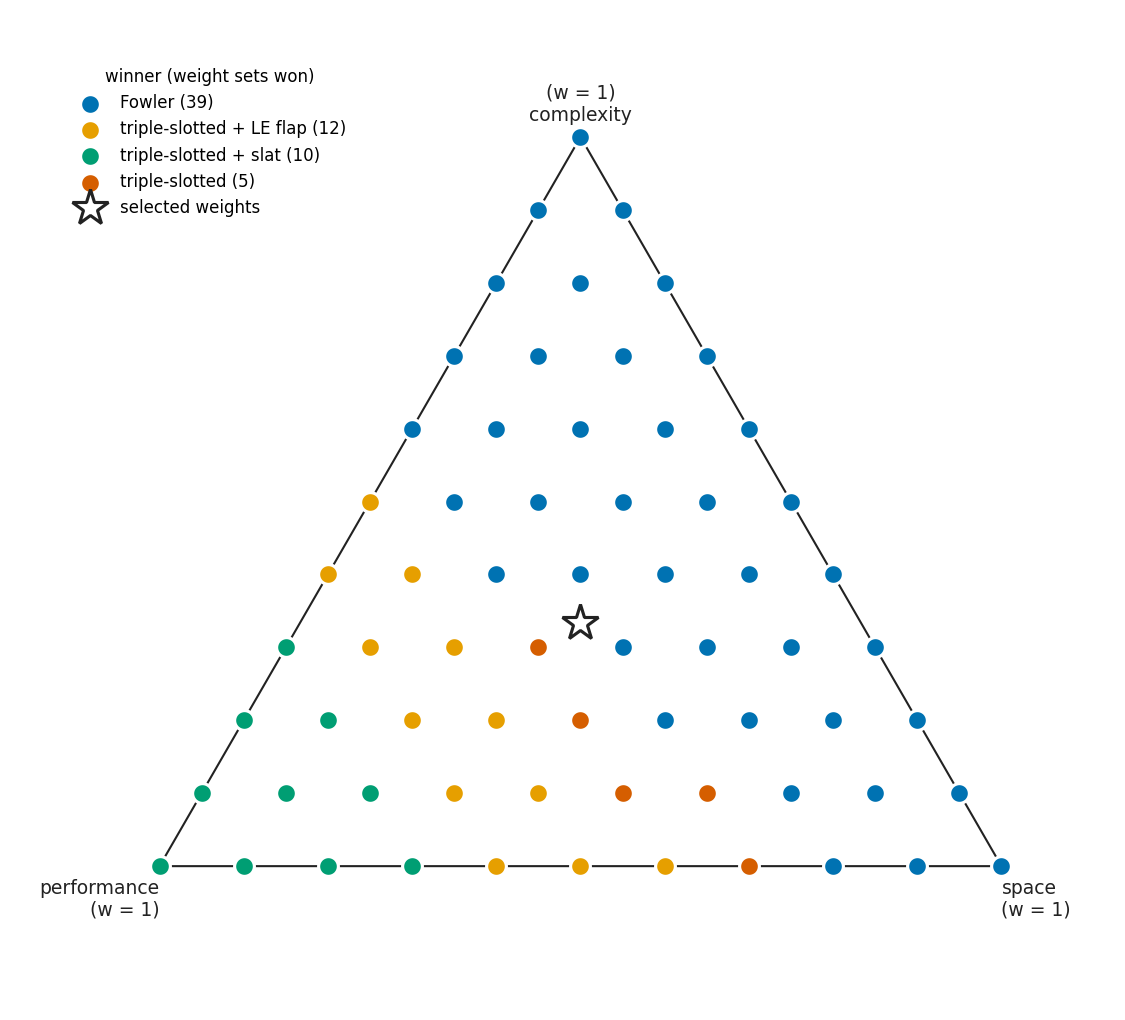 winner (weight sets won)
Fowler (39)
triple-slotted + LE flap (12)
triple-slotted + slat (10)
triple-slotted (5)
selected weights
(w = 1)
complexity
performance
(w = 1)
space
(w = 1)